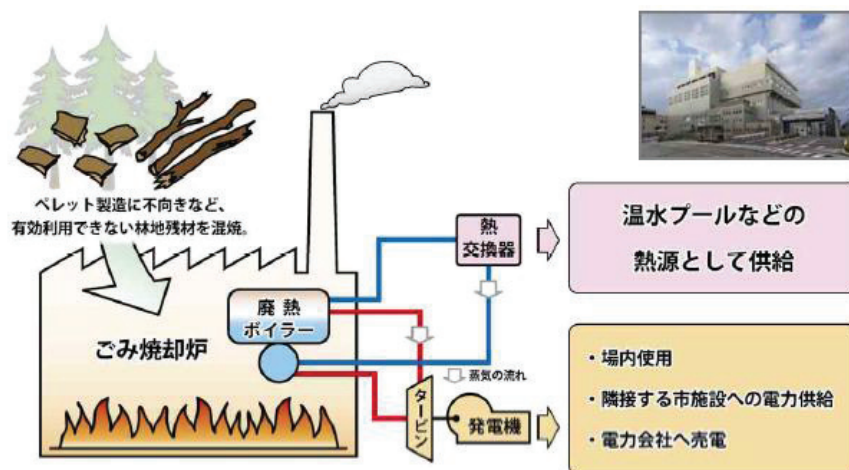 ペレット製造に不向きなど、
有効利用できない林地残材を混焼。
ごみ焼却炉
廃熱
ボイラー
熱
交換器
蒸気の流れ
タービン
発電機
温水プールなどの
熱源として供給
・場内使用
・隣接する市施設への電力供給
・電力会社へ売電